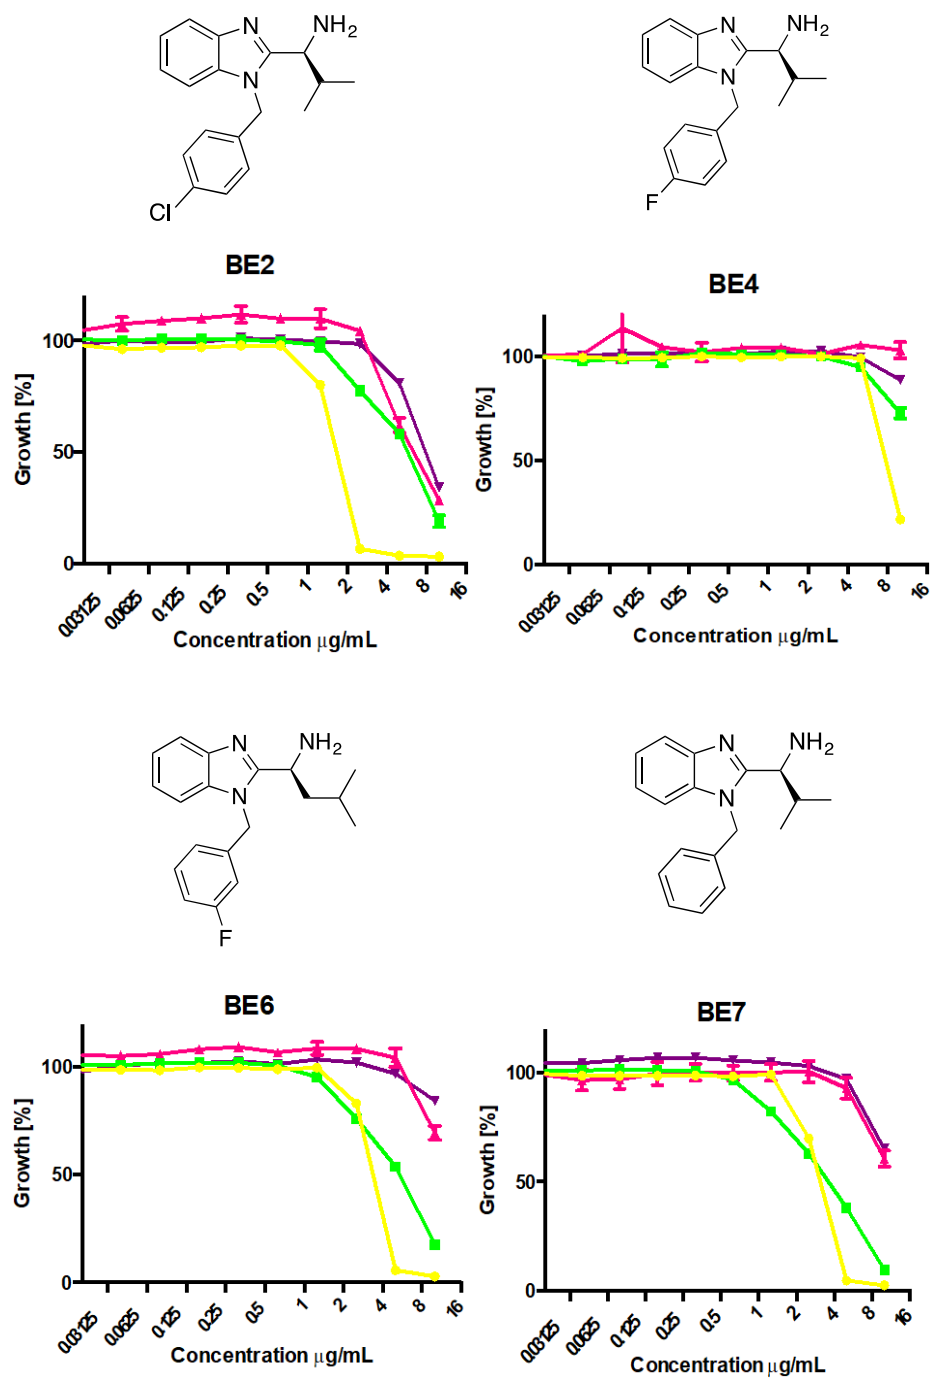 N NH2
N
Cl
N NH2
N
F
BE2
100
50
0
Growth [%]
0.03125 0.0625 0.125 0.25 0.5 1 2 4 8 16
Concentration μg/mL
BE4
100
50
0
Growth [%]
0.03125 0.0625 0.125 0.25 0.5 1 2 4 8 16
Concentration μg/mL
N NH2
N
F
N NH2
N
BE6
100
50
0
Growth [%]
0.03125 0.0625 0.125 0.25 0.5 1 2 4 8 16
Concentration μg/mL
BE7
100
50
0
Growth [%]
0.03125 0.0625 0.125 0.25 0.5 1 2 4 8 16
Concentration μg/mL